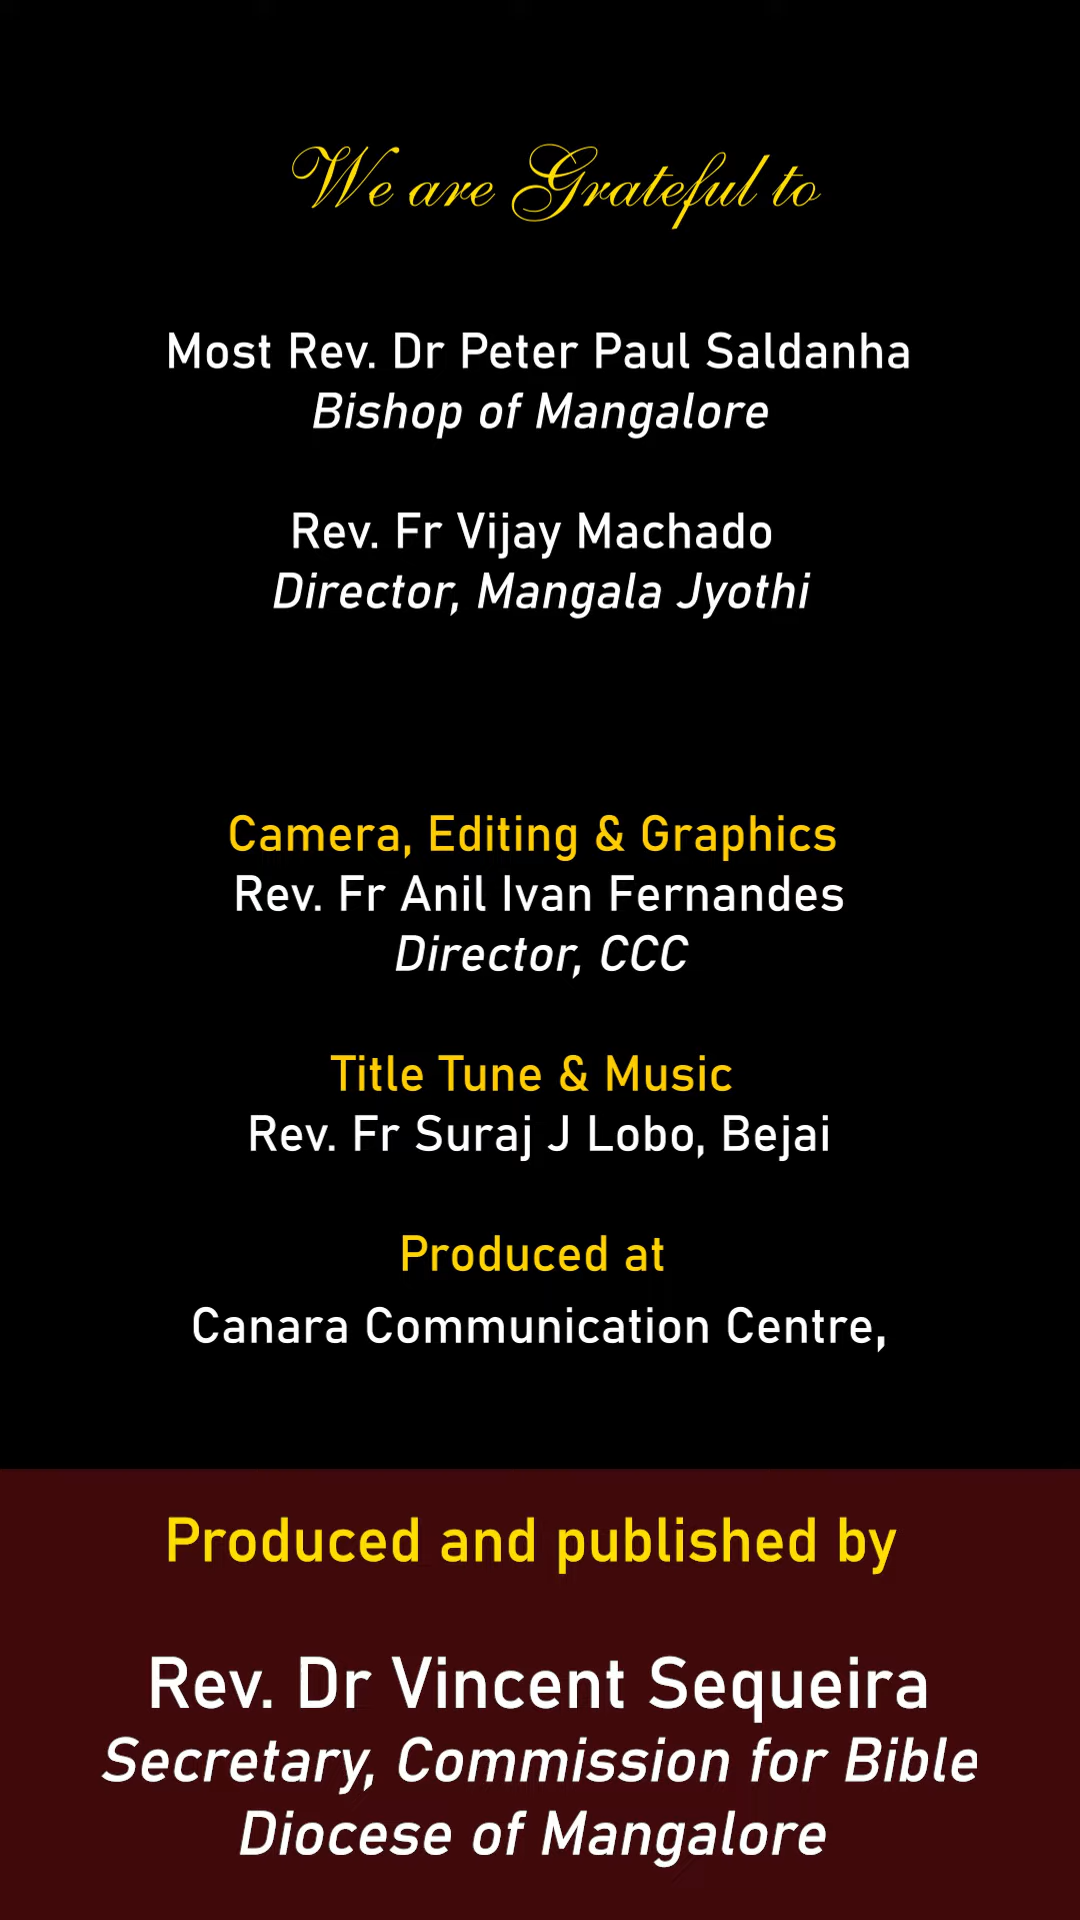 We are Grateful to
Most Rev. Dr Peter Paul Saldanha
Bishop of Mangalore
Rev. Fr Vijay Machado
Director, Mangala Jyothi
Camera, Editing & Graphics
Rev. Fr Anil Ivan Fernandes
Director, CCC
Title Tune & Music
Rev. Fr Suraj J Lobo, Bejai
Produced at
Canara Communication Centre,
Produced and published by
Rev. Dr Vincent Sequeira
Secretary, Commission for Bible
Diocese of Mangalore